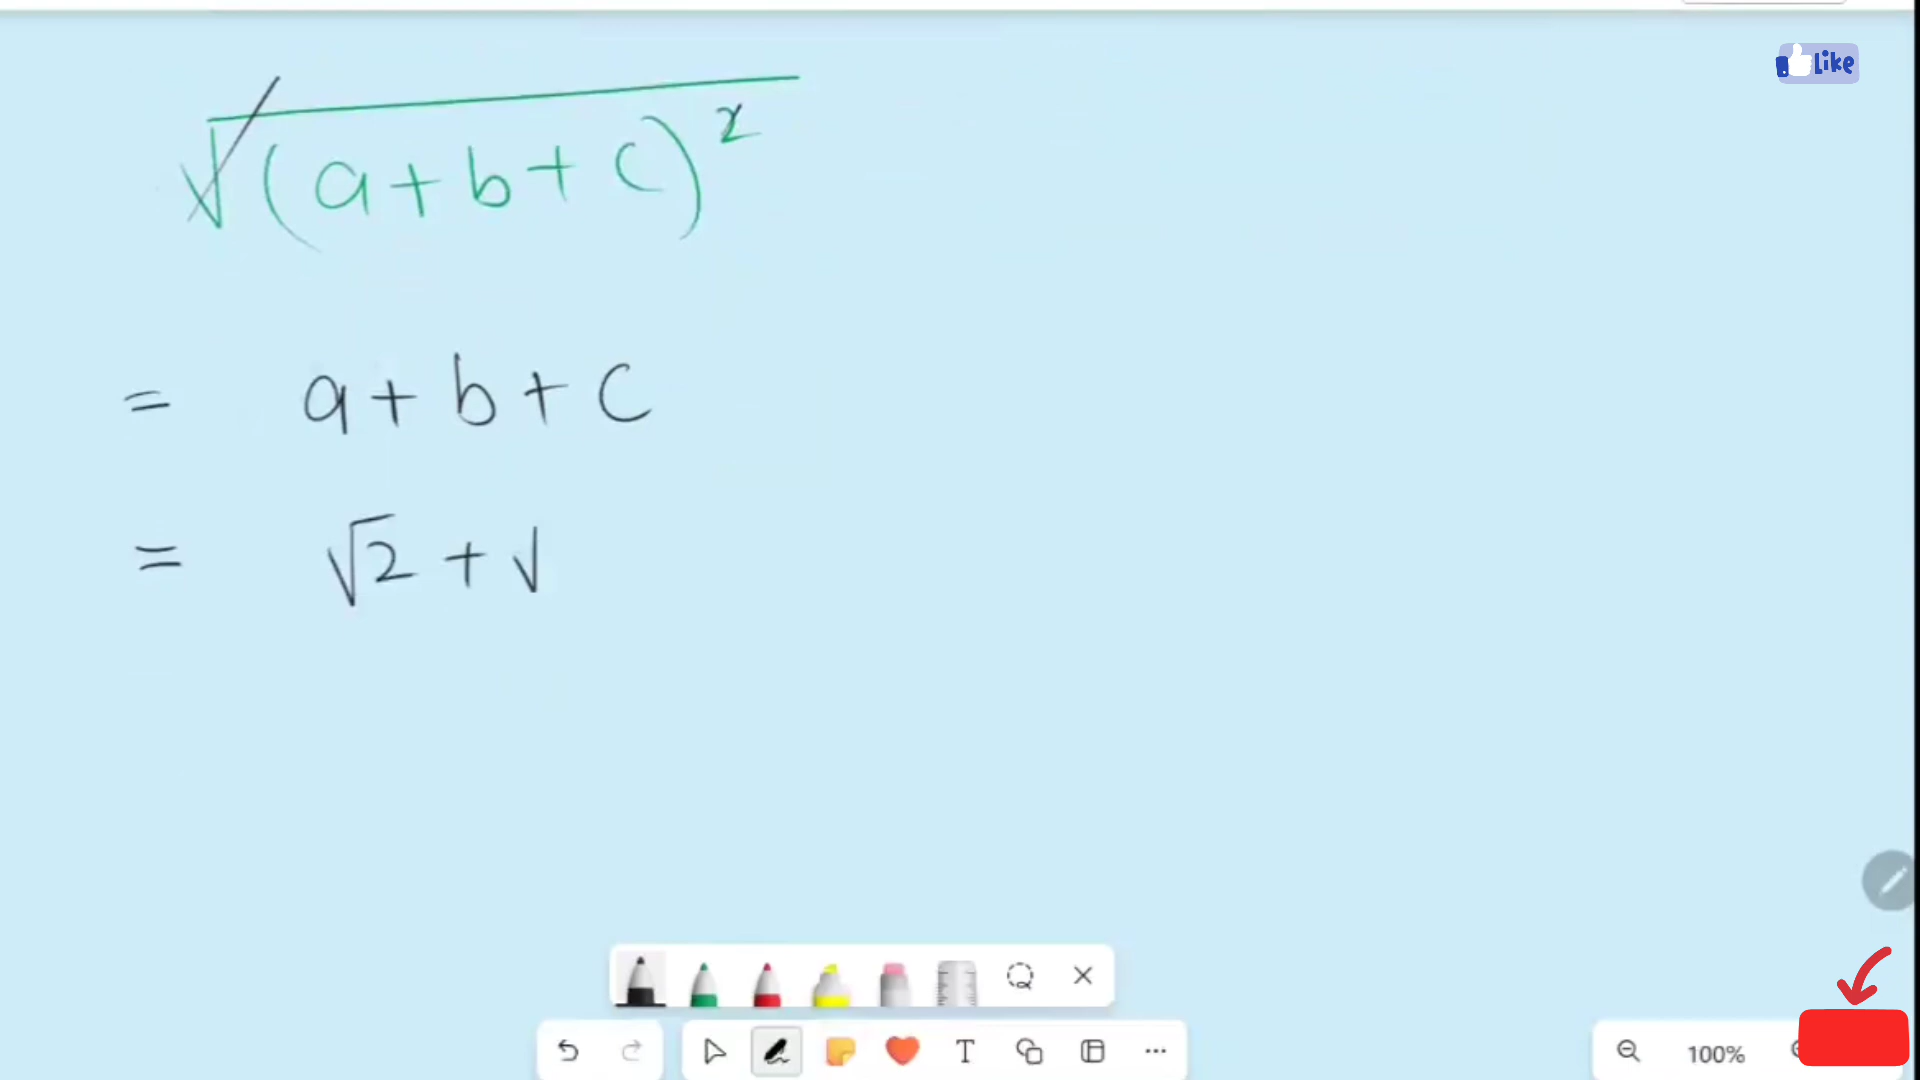 Like
√(a+b+c)²
= a+b+c
= √2 + √
T
100%